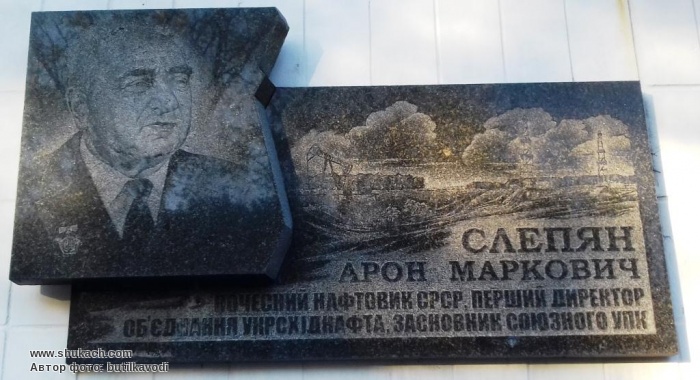 СЛЕПЯН
АРОН МАРКОВИЧ
ПОЧЕСНИЙ НАФТОВИК СРСР, ПЕРШИЙ ДИРЕКТОР
ОБ'ЄДНАННЯ УКРСХІДНАФТА, ЗАСНОВНИК СОЮЗНОГО УПК
www.shukach.com
Автор фото: butilkavodi